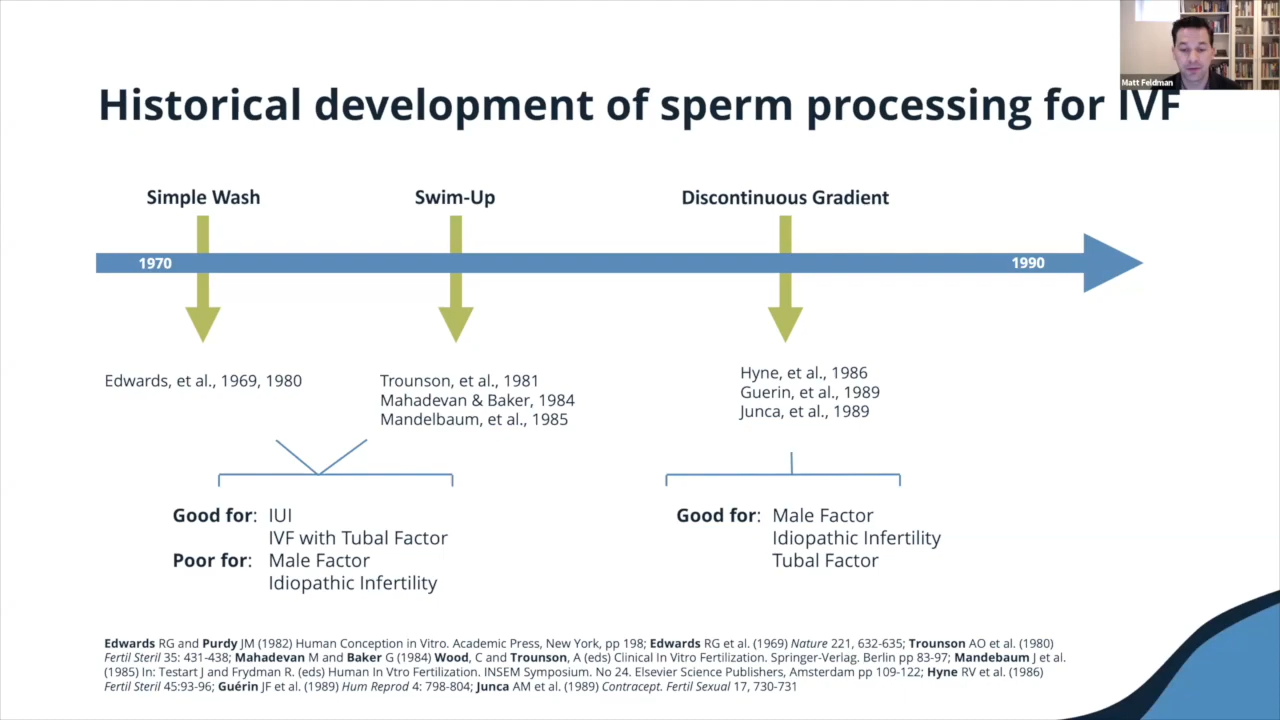 Matt Feldman
Historical development of sperm processing for IVF
Simple Wash
Swim-Up
Discontinuous Gradient
1970
1990
Edwards, et al., 1969, 1980
Trounson, et al., 1981
Mahadevan & Baker, 1984
Mandelbaum, et al., 1985
Hyne, et al., 1986
Guerin, et al., 1989
Junca, et al., 1989
Good for: IUI
IVF with Tubal Factor
Poor for: Male Factor
Idiopathic Infertility
Good for: Male Factor
Idiopathic Infertility
Tubal Factor
Edwards RG and Purdy JM (1982) Human Conception in Vitro. Academic Press, New York, pp 198; Edwards RG et al. (1969) Nature 221, 632-635; Trounson AO et al. (1980)
Fertil Steril 35: 431-438; Mahadevan M and Baker G (1984) Wood, C and Trounson, A (eds) Clinical In Vitro Fertilization. Springer-Verlag. Berlin pp 83-97; Mandebaum J et al.
(1985) In: Testart J and Frydman R. (eds) Human In Vtro Fertilization. INSEM Symposium. No 24. Elsevier Science Publishers, Amsterdam pp 109-122; Hyne RV et al. (1986)
Fertil Steril 45:93-96; Guérin JF et al. (1989) Hum Reprod 4: 798-804; Junca AM et al. (1989) Contracept. Fertil Sexual 17, 730-731